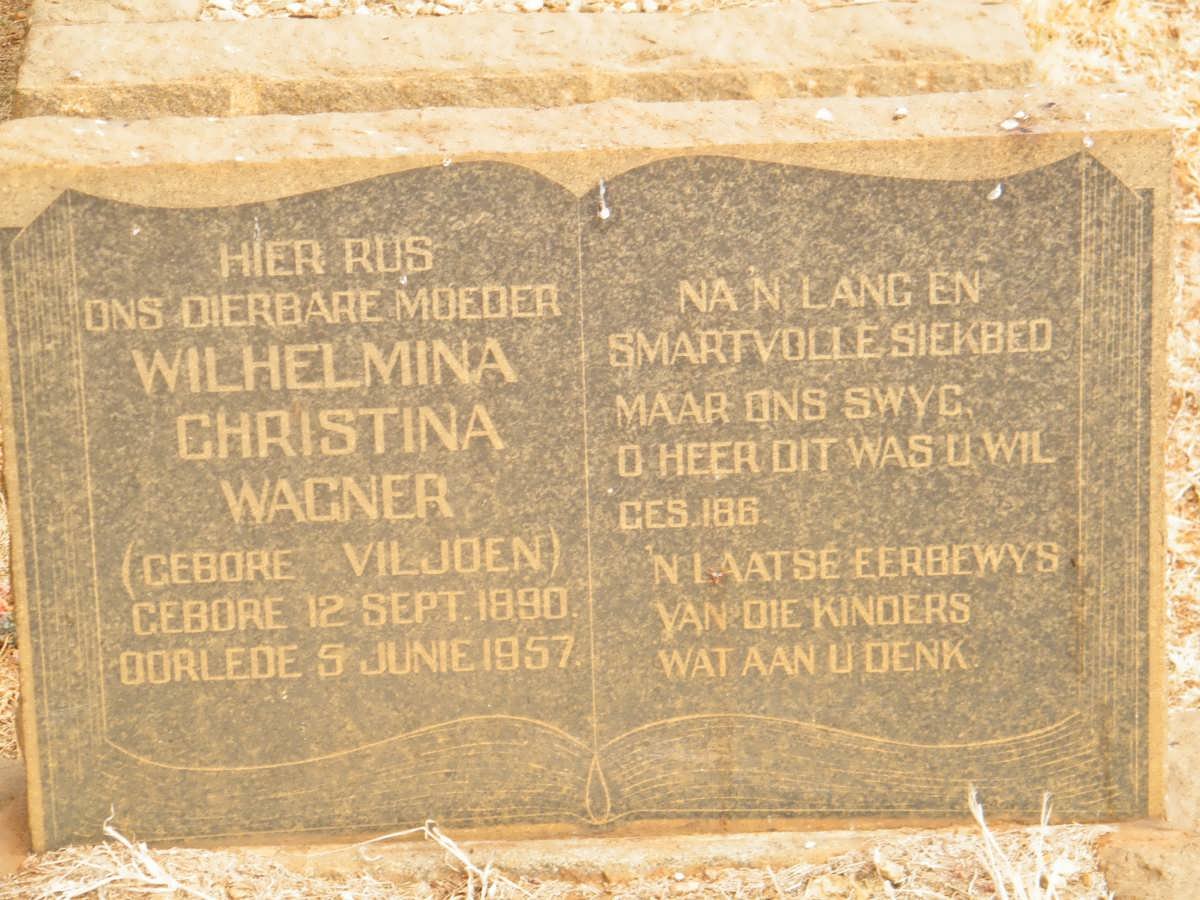 HIER RUS
ONS DIERBARE MOEDER
WILHELMINA
CHRISTINA
WAGNER
(GEBORE VILJOEN)
GEBORE 12 SEPT. 1890.
OORLEDE 5 JUNIE 1957.
NA 'N LANG EN
SMARTVOLLE SIEKBED
MAAR ONS SWYG,
O HEER DIT WAS U WIL
GES. 186.
'N LAATSE EERBEWYS
VAN DIE KINDERS
WAT AAN U DENK.